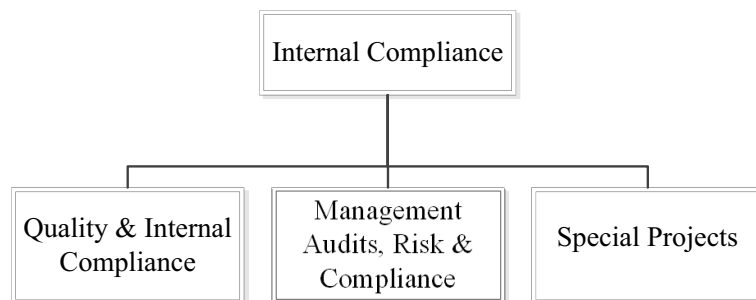 Internal Compliance
Quality & Internal
Compliance
Management
Audits, Risk &
Compliance
Special Projects